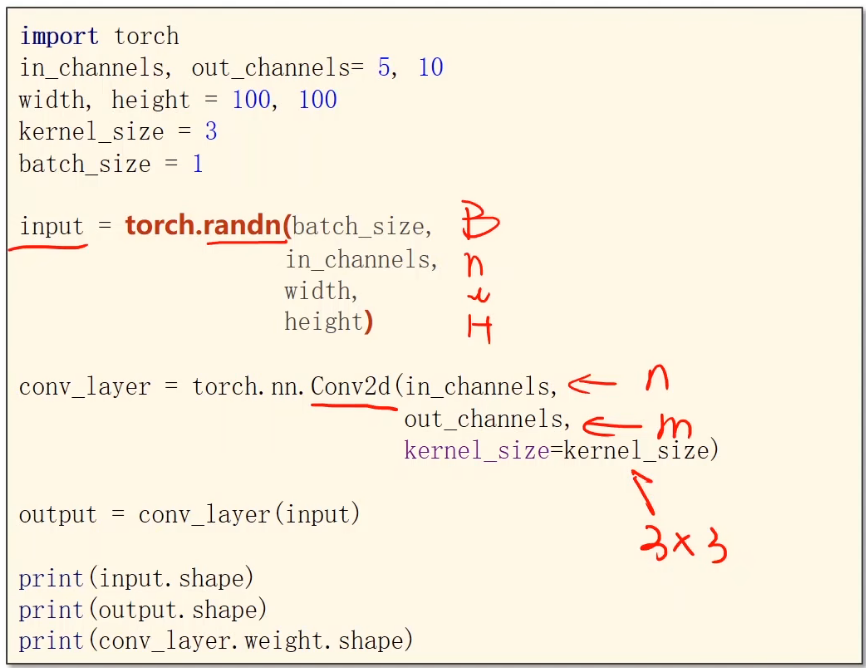 import torch
in_channels, out_channels= 5, 10
width, height = 100, 100
kernel_size = 3
batch_size = 1
input = torch.randn(batch_size, B
in_channels, n
width, w
height) H
conv_layer = torch.nn.Conv2d(in_channels, ← n
out_channels, ← m
kernel_size=kernel_size)
3×3
output = conv_layer(input)
print(input.shape)
print(output.shape)
print(conv_layer.weight.shape)